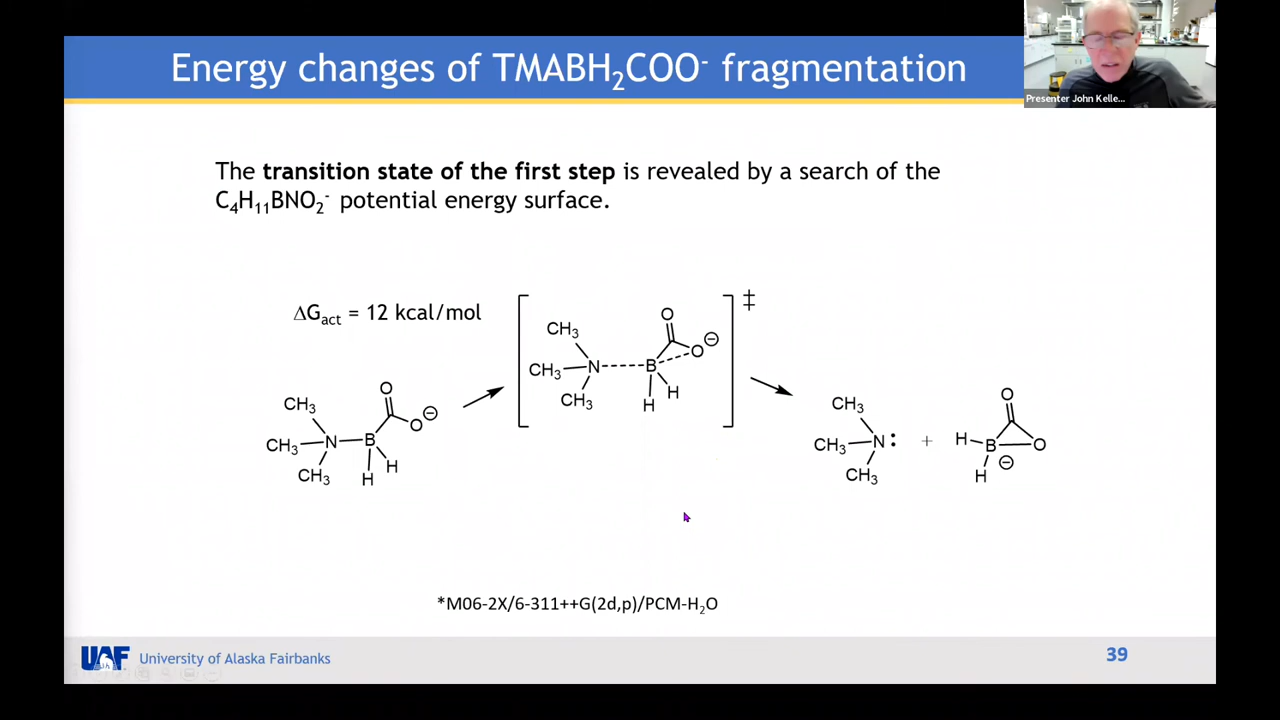 Energy changes of TMABH₂COO⁻ fragmentation
Presenter John Kelle...
The transition state of the first step is revealed by a search of the
C₄H₁₁BNO₂⁻ potential energy surface.
ΔG_act = 12 kcal/mol
CH₃
CH₃ N B O O ⊖
CH₃
H H
‡
CH₃
CH₃ N B O O ⊖
CH₃
H H
CH₃
CH₃ N :
CH₃
+
O
H B O
H ⊖
*M06-2X/6-311++G(2d,p)/PCM-H₂O
UAF University of Alaska Fairbanks
39